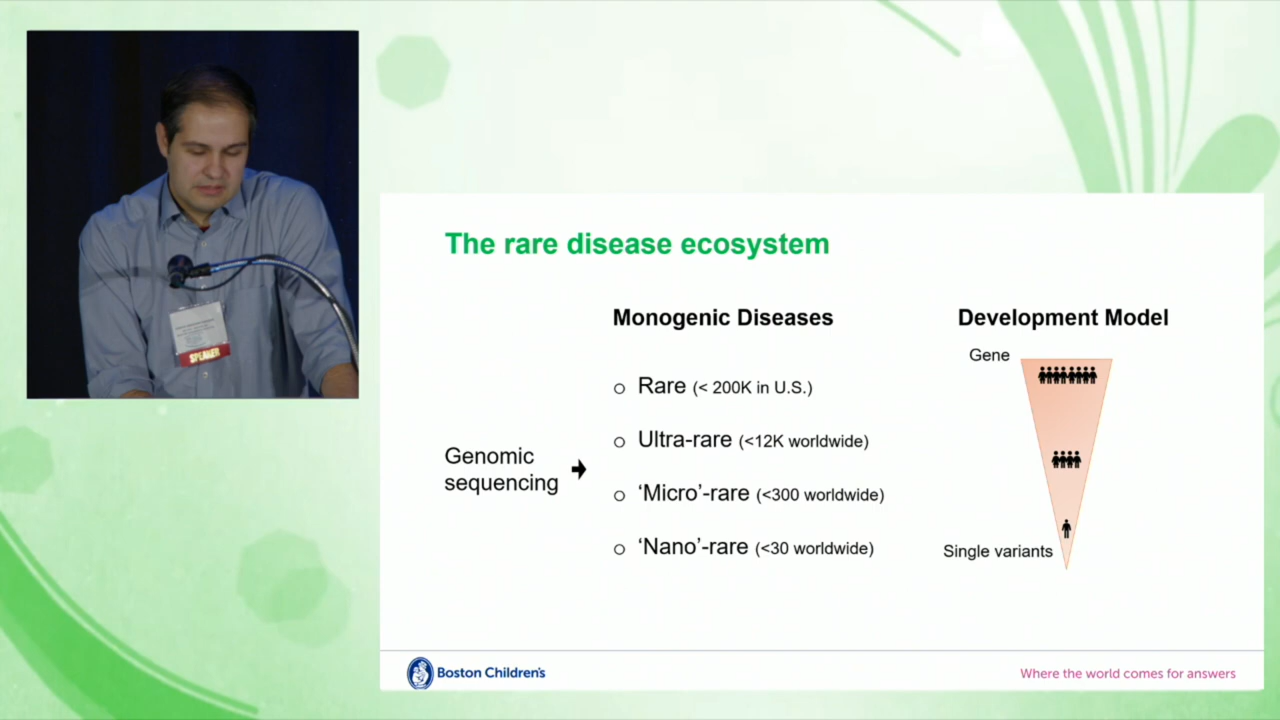 SPEAKER
The rare disease ecosystem
Monogenic Diseases
Development Model
Gene
Rare (< 200K in U.S.)
Ultra-rare (<12K worldwide)
Genomic
sequencing
'Micro'-rare (<300 worldwide)
'Nano'-rare (<30 worldwide)
Single variants
Boston Children's
Where the world comes for answers